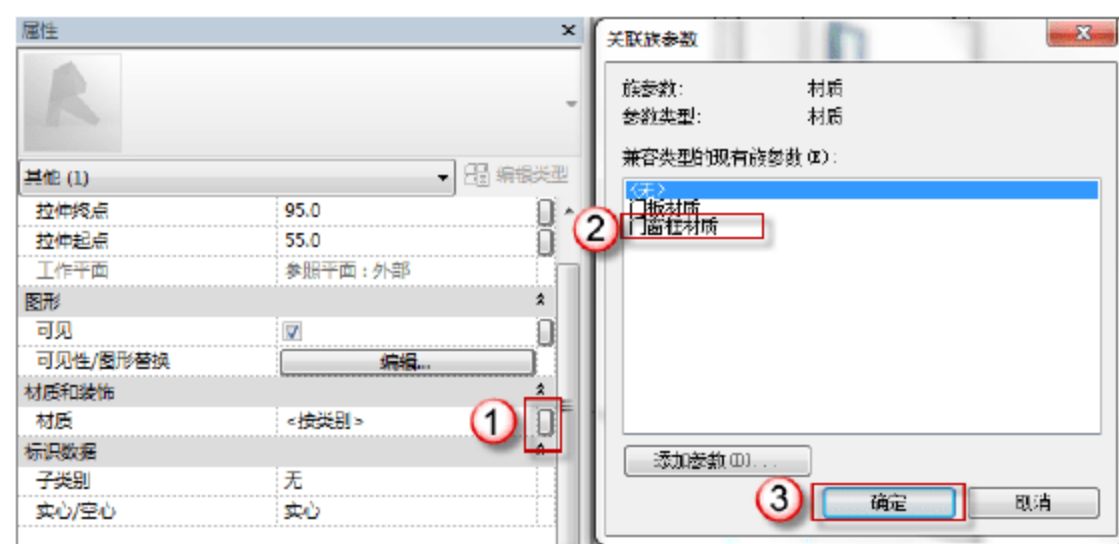 属性
其他 (1)
编辑类型
拉伸终点 95.0
拉伸起点 55.0
工作平面 参照平面 : 外部
图形
可见
可见性/图形替换 编辑...
材质和装饰
材质 <按类别>
标识数据
子类别 无
实心/空心 实心
1
关联族参数
族参数: 材质
参数类型: 材质
兼容类型的现有族参数(E):
<无>
门板材质
门窗框材质
2
添加参数(D)...
3
确定 取消